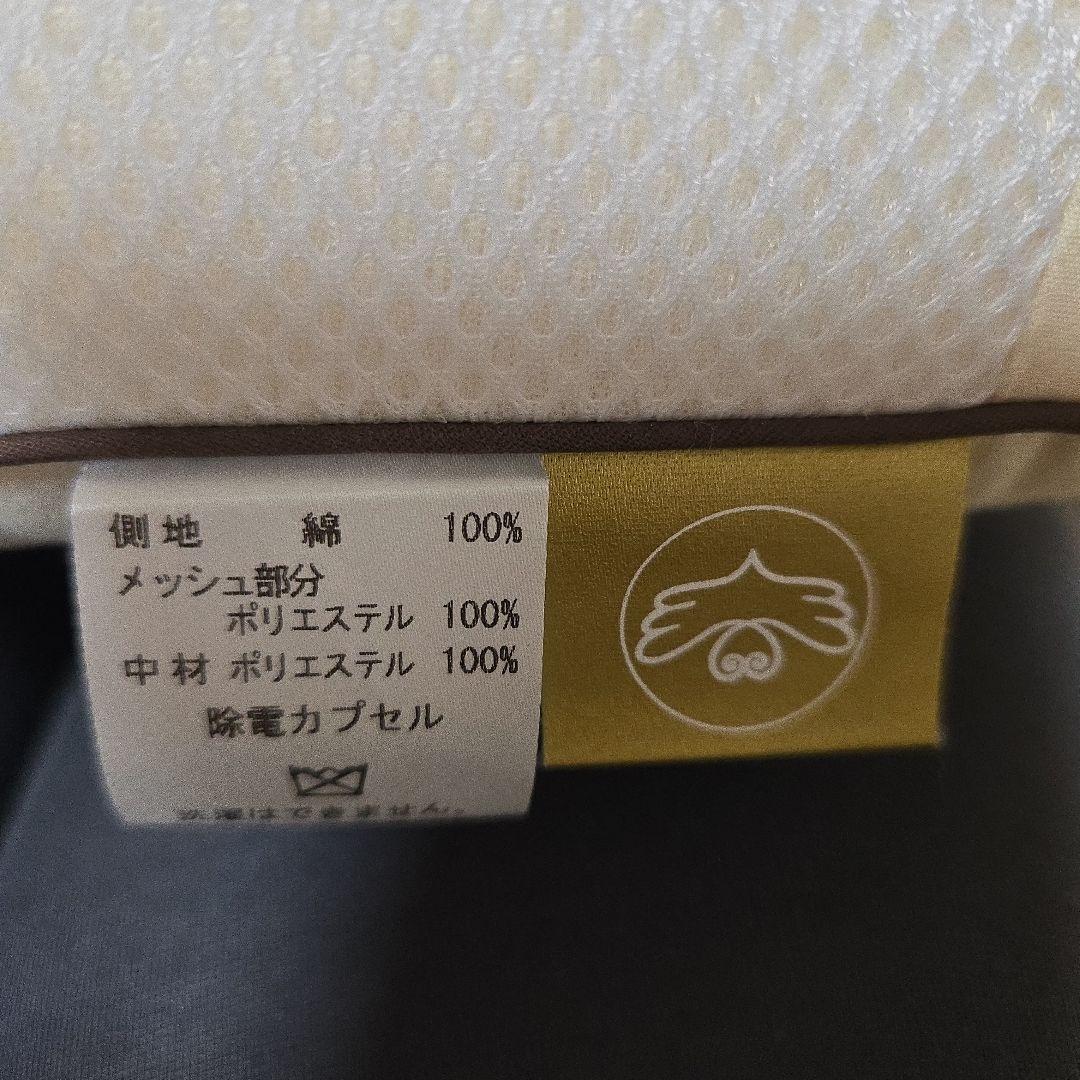 側地 綿 100%
メッシュ部分
ポリエステル 100%
中材 ポリエステル 100%
除電カプセル